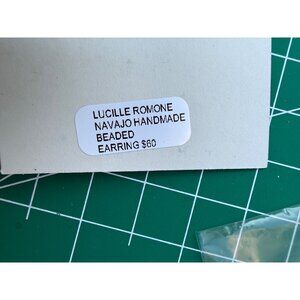 LUCILLE ROMONE
NAVAJO HANDMADE
BEADED
EARRING $60